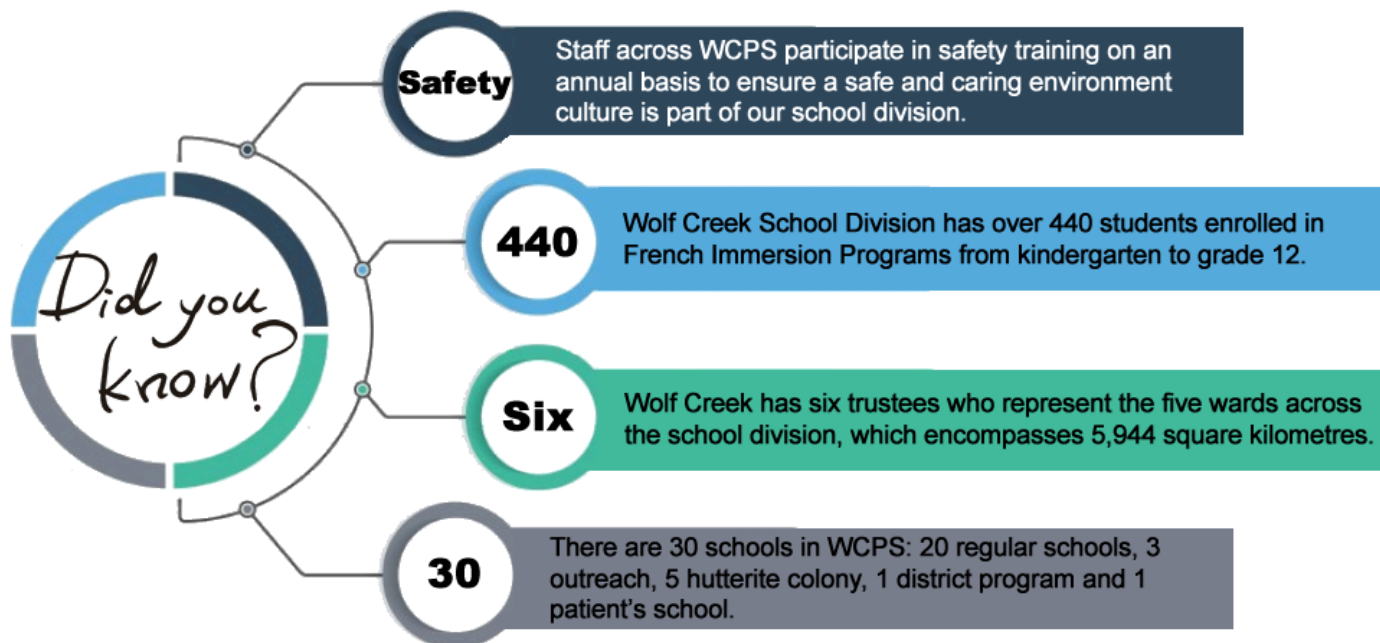 Did you
know?
Safety
Staff across WCPS participate in safety training on an
annual basis to ensure a safe and caring environment
culture is part of our school division.
440
Wolf Creek School Division has over 440 students enrolled in
French Immersion Programs from kindergarten to grade 12.
Six
Wolf Creek has six trustees who represent the five wards across
the school division, which encompasses 5,944 square kilometres.
30
There are 30 schools in WCPS: 20 regular schools, 3
outreach, 5 hutterite colony, 1 district program and 1
patient's school.